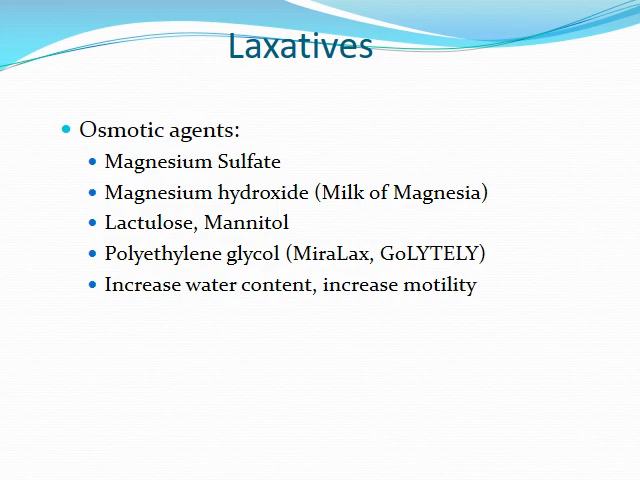 Laxatives
Osmotic agents:
Magnesium Sulfate
Magnesium hydroxide (Milk of Magnesia)
Lactulose, Mannitol
Polyethylene glycol (MiraLax, GoLYTELY)
Increase water content, increase motility